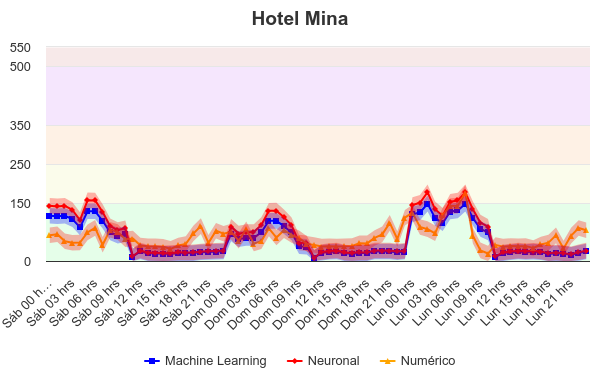 Hotel Mina
550
500
350
250
150
0
Sáb 00 h...
Sáb 03 hrs
Sáb 06 hrs
Sáb 09 hrs
Sáb 12 hrs
Sáb 15 hrs
Sáb 18 hrs
Sáb 21 hrs
Dom 00 hrs
Dom 03 hrs
Dom 06 hrs
Dom 09 hrs
Dom 12 hrs
Dom 15 hrs
Dom 18 hrs
Dom 21 hrs
Lun 00 hrs
Lun 03 hrs
Lun 06 hrs
Lun 09 hrs
Lun 12 hrs
Lun 15 hrs
Lun 18 hrs
Lun 21 hrs
Machine Learning Neuronal Numérico